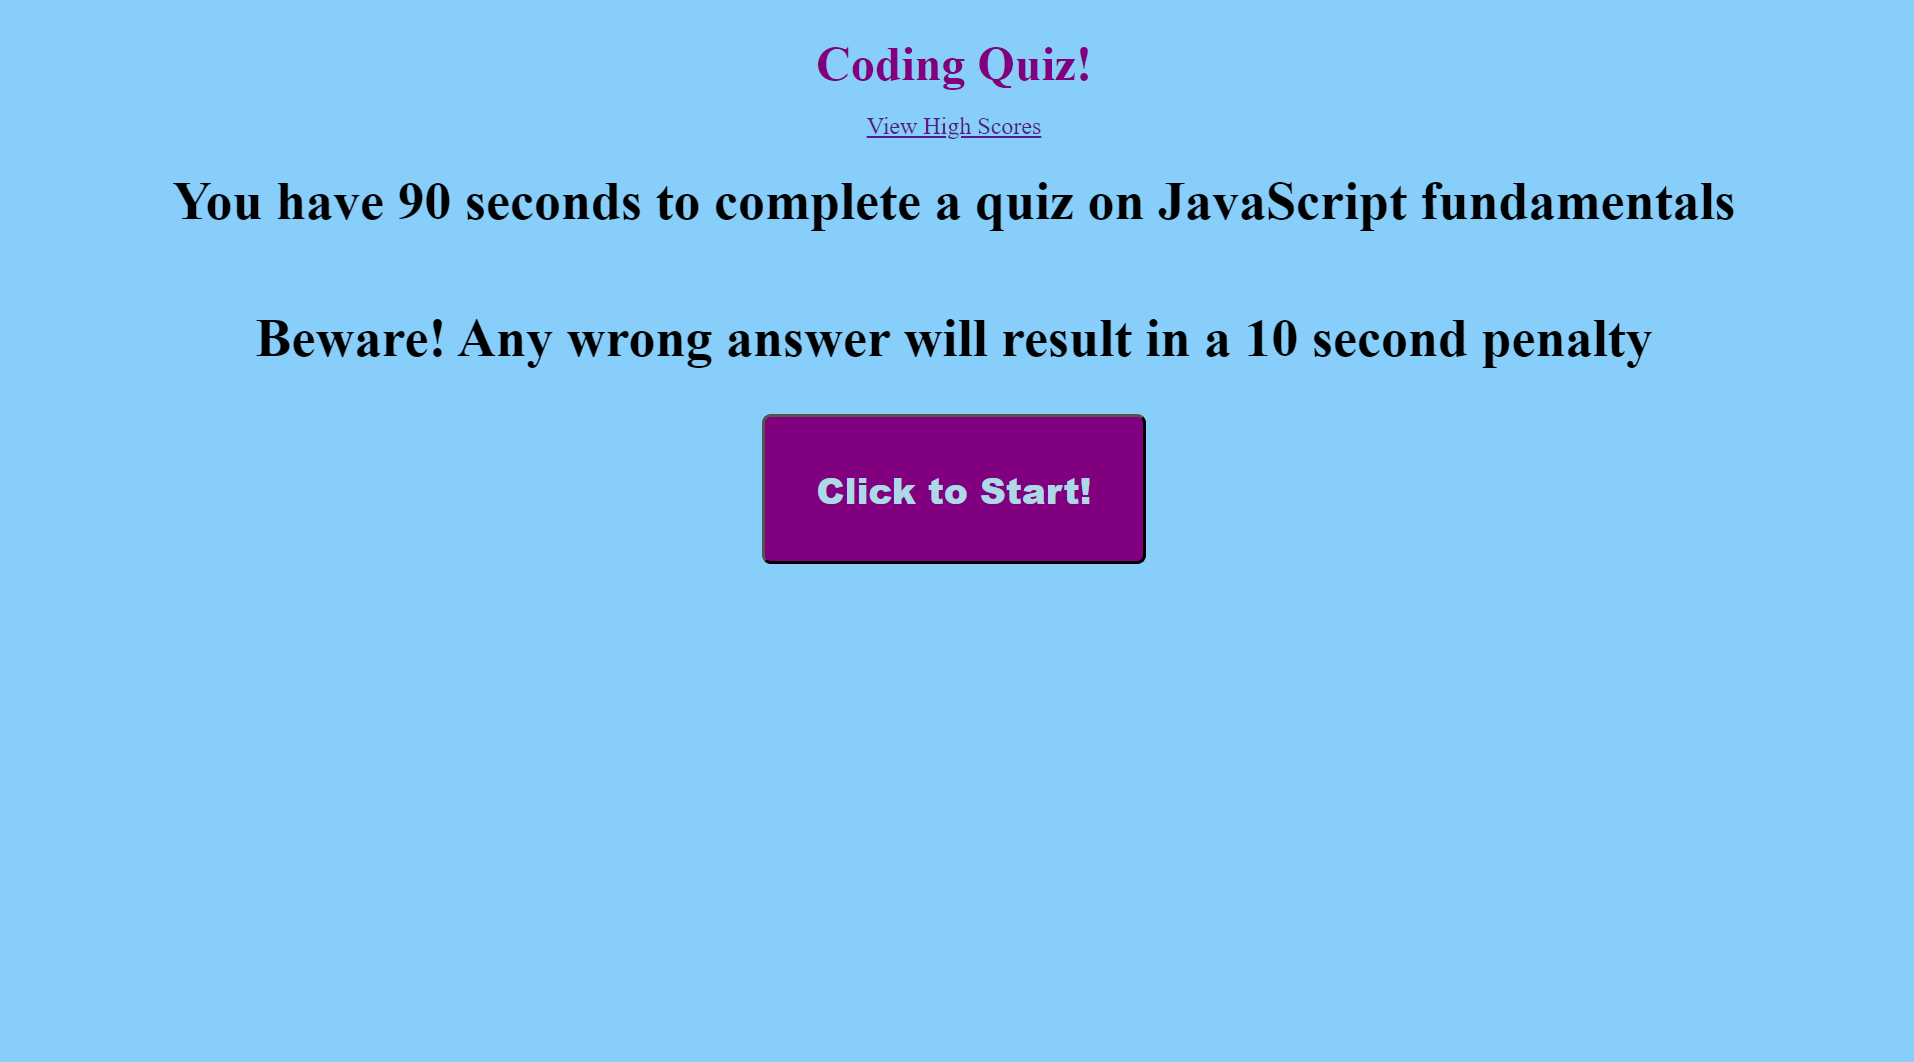 Coding Quiz!
View High Scores
You have 90 seconds to complete a quiz on JavaScript fundamentals
Beware! Any wrong answer will result in a 10 second penalty
Click to Start!